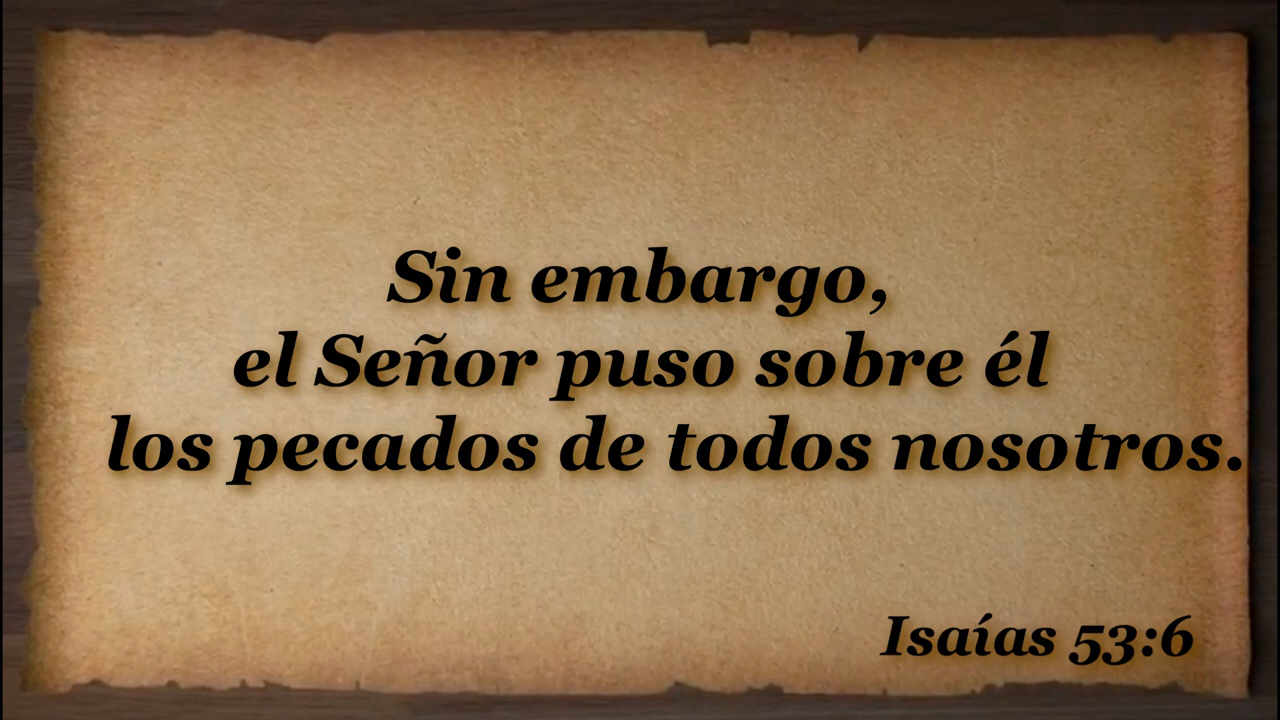 Sin embargo,
el Señor puso sobre él
los pecados de todos nosotros.
Isaías 53:6